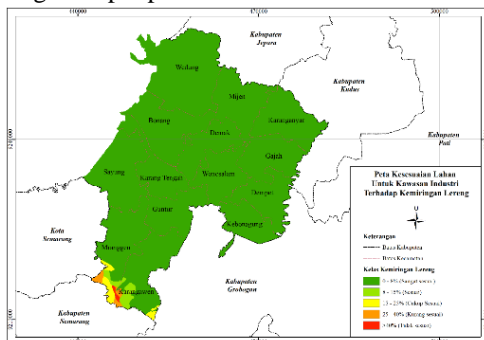 Kabupaten
Jepara
Wedung
Kabupaten
Kudus
Mijen
Bonang
Demak
Karanganyar
Kabupaten
Pati
Gajah
Sayung
Karang Tengah
Wonosalam
Dempet
Guntur
Kebonagung
Kota
Semarang
Mranggen
Karangawen
Kabupaten
Grobogan
Kabupaten
Semarang
Peta Kesesuaian Lahan
Untuk Kawasan Industri
Terhadap Kemiringan Lereng
Keterangan
Batas Kabupaten
Batas Kecamatan
Kelas Kemiringan Lereng
0 - 8% (Sangat sesuai)
8 - 15% (Sesuai)
15 - 25% (Cukup Sesuai)
25 - 40% (Kurang sesuai)
>40% (Tidak sesuai)